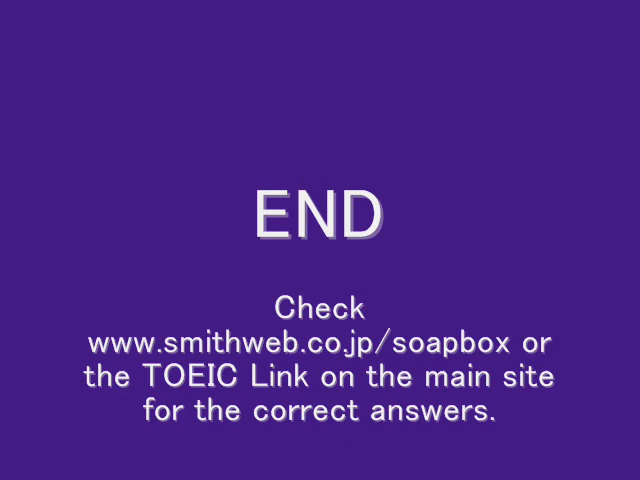 END
Check
www.smithweb.co.jp/soapbox or
the TOEIC Link on the main site
for the correct answers.